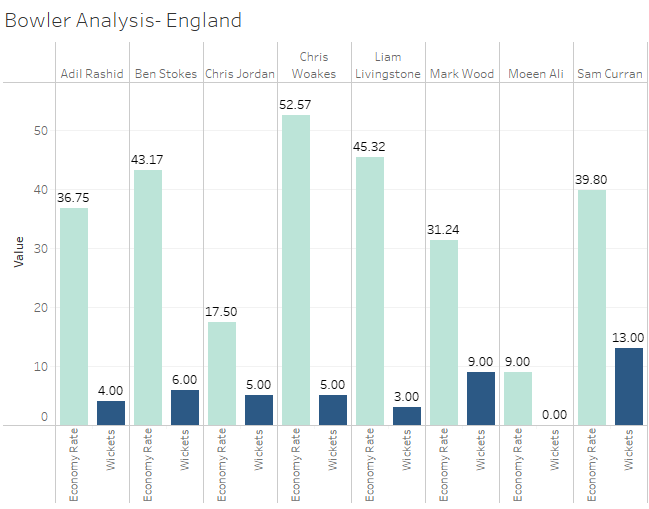 Bowler Analysis- England
Chris
Liam
Adil Rashid
Ben Stokes
Chris Jordan
Woakes
Livingstone
Mark Wood
Moeen Ali
Sam Curran
Value
50
40
30
20
10
0
36.75
4.00
43.17
6.00
17.50
5.00
52.57
5.00
45.32
3.00
31.24
9.00
9.00
0.00
39.80
13.00
Economy Rate
Wickets
Economy Rate
Wickets
Economy Rate
Wickets
Economy Rate
Wickets
Economy Rate
Wickets
Economy Rate
Wickets
Economy Rate
Wickets
Economy Rate
Wickets